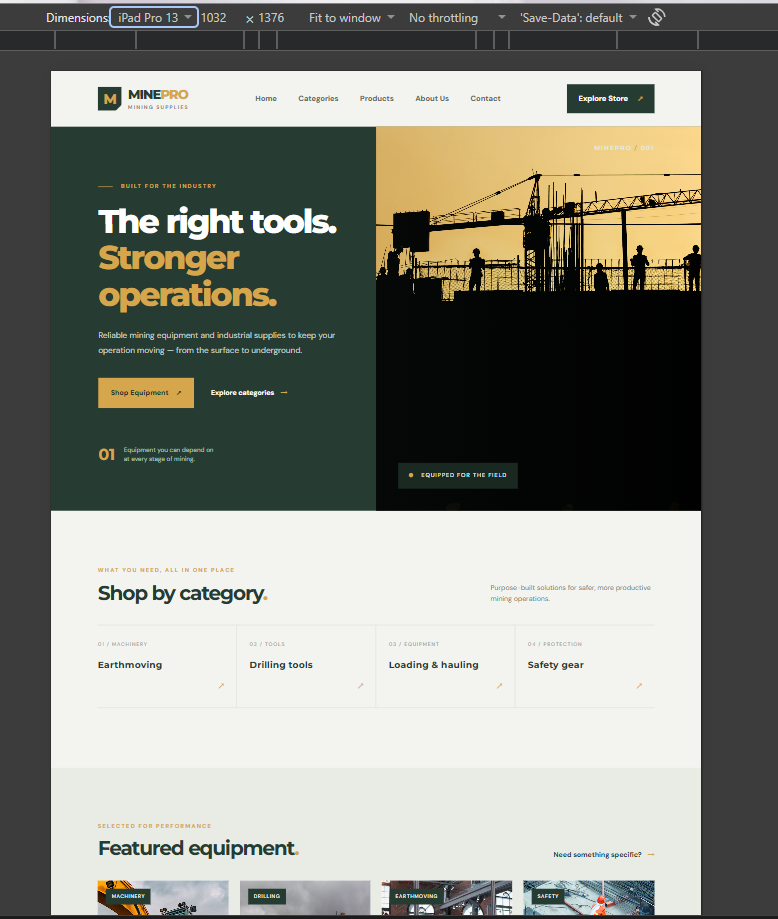 Dimensions: iPad Pro 13 1032 × 1376 Fit to window No throttling 'Save-Data': default
M MINEPRO
MINING SUPPLIES
Home Categories Products About Us Contact
Explore Store ↗
MINEPRO / 001
BUILT FOR THE INDUSTRY
The right tools.
Stronger
operations.
Reliable mining equipment and industrial supplies to keep your
operation moving — from the surface to underground.
Shop Equipment ↗ Explore categories →
01 Equipment you can depend on
at every stage of mining.
EQUIPPED FOR THE FIELD
WHAT YOU NEED, ALL IN ONE PLACE
Shop by category.
Purpose-built solutions for safer, more productive
mining operations.
01 / MACHINERY
Earthmoving
↗
02 / TOOLS
Drilling tools
↗
03 / EQUIPMENT
Loading & hauling
↗
04 / PROTECTION
Safety gear
↗
SELECTED FOR PERFORMANCE
Featured equipment.
Need something specific? →
MACHINERY DRILLING EARTHMOVING SAFETY